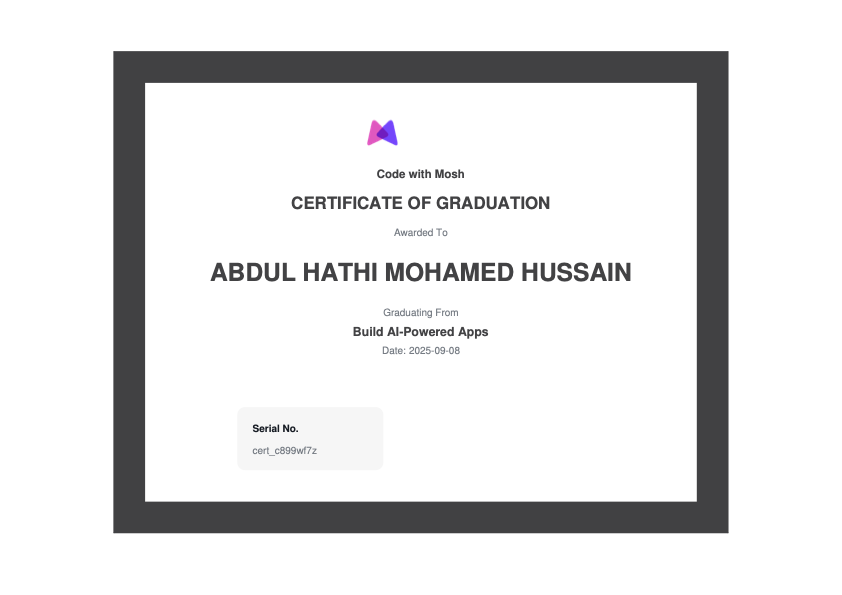 Code with Mosh
CERTIFICATE OF GRADUATION
Awarded To
ABDUL HATHI MOHAMED HUSSAIN
Graduating From
Build AI-Powered Apps
Date: 2025-09-08
Serial No.
cert_c899wf7z